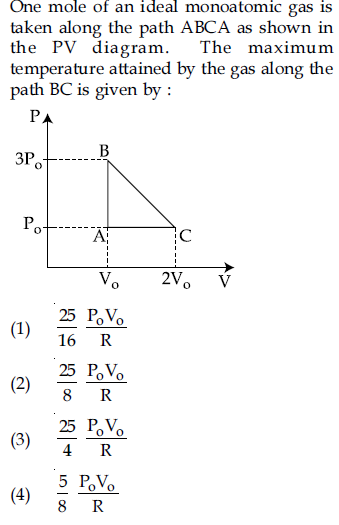 One mole of an ideal monoatomic gas is
taken along the path ABCA as shown in
the PV diagram. The maximum
temperature attained by the gas along the
path BC is given by :
P
3Pₒ B
Pₒ A C
Vₒ 2Vₒ V
(1) 25/16 PₒVₒ/R
(2) 25/8 PₒVₒ/R
(3) 25/4 PₒVₒ/R
(4) 5/8 PₒVₒ/R